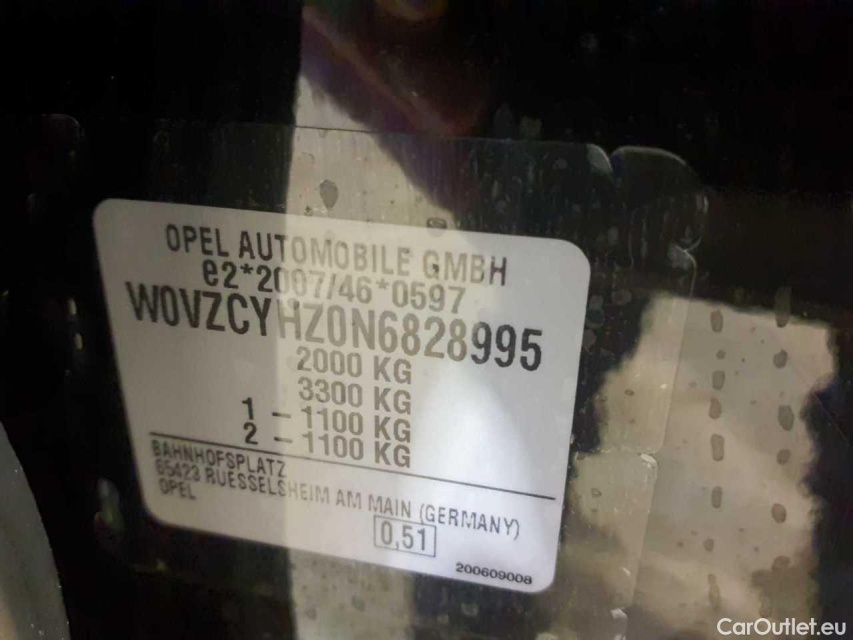 OPEL AUTOMOBILE GMBH
e2*2007/46*0597
W0VZCYHZ0N6828995
2000 KG
3300 KG
1 - 1100 KG
2 - 1100 KG
BAHNHOFSPLATZ
65423 RUESSELSHEIM AM MAIN (GERMANY)
OPEL
0,51
200609008
CarOutlet.eu